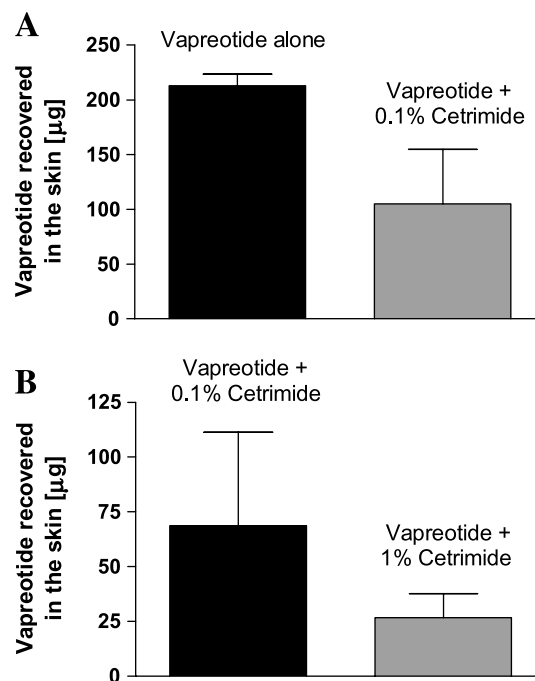 A
Vapreotide alone
Vapreotide +
0.1% Cetrimide
Vapreotide recovered
in the skin [μg]
250
200
150
100
50
0
B
Vapreotide +
0.1% Cetrimide
Vapreotide +
1% Cetrimide
Vapreotide recovered
in the skin [μg]
125
100
75
50
25
0